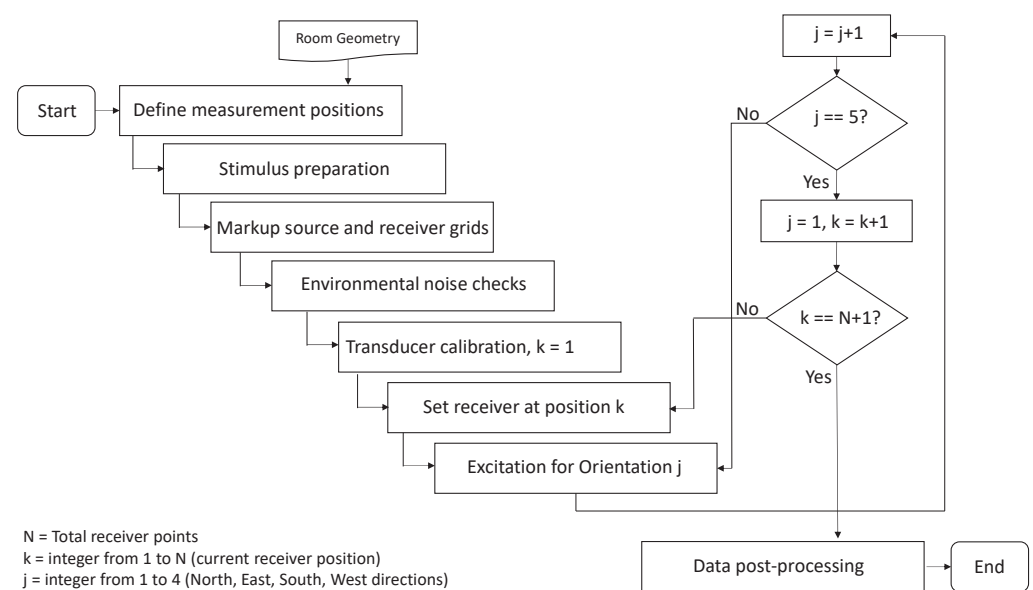 Room Geometry
Start
Define measurement positions
Stimulus preparation
Markup source and receiver grids
Environmental noise checks
Transducer calibration, k = 1
Set receiver at position k
Excitation for Orientation j
j = j+1
j == 5?
No
Yes
j = 1, k = k+1
k == N+1?
No
Yes
Data post-processing
End
N = Total receiver points
k = integer from 1 to N (current receiver position)
j = integer from 1 to 4 (North, East, South, West directions)